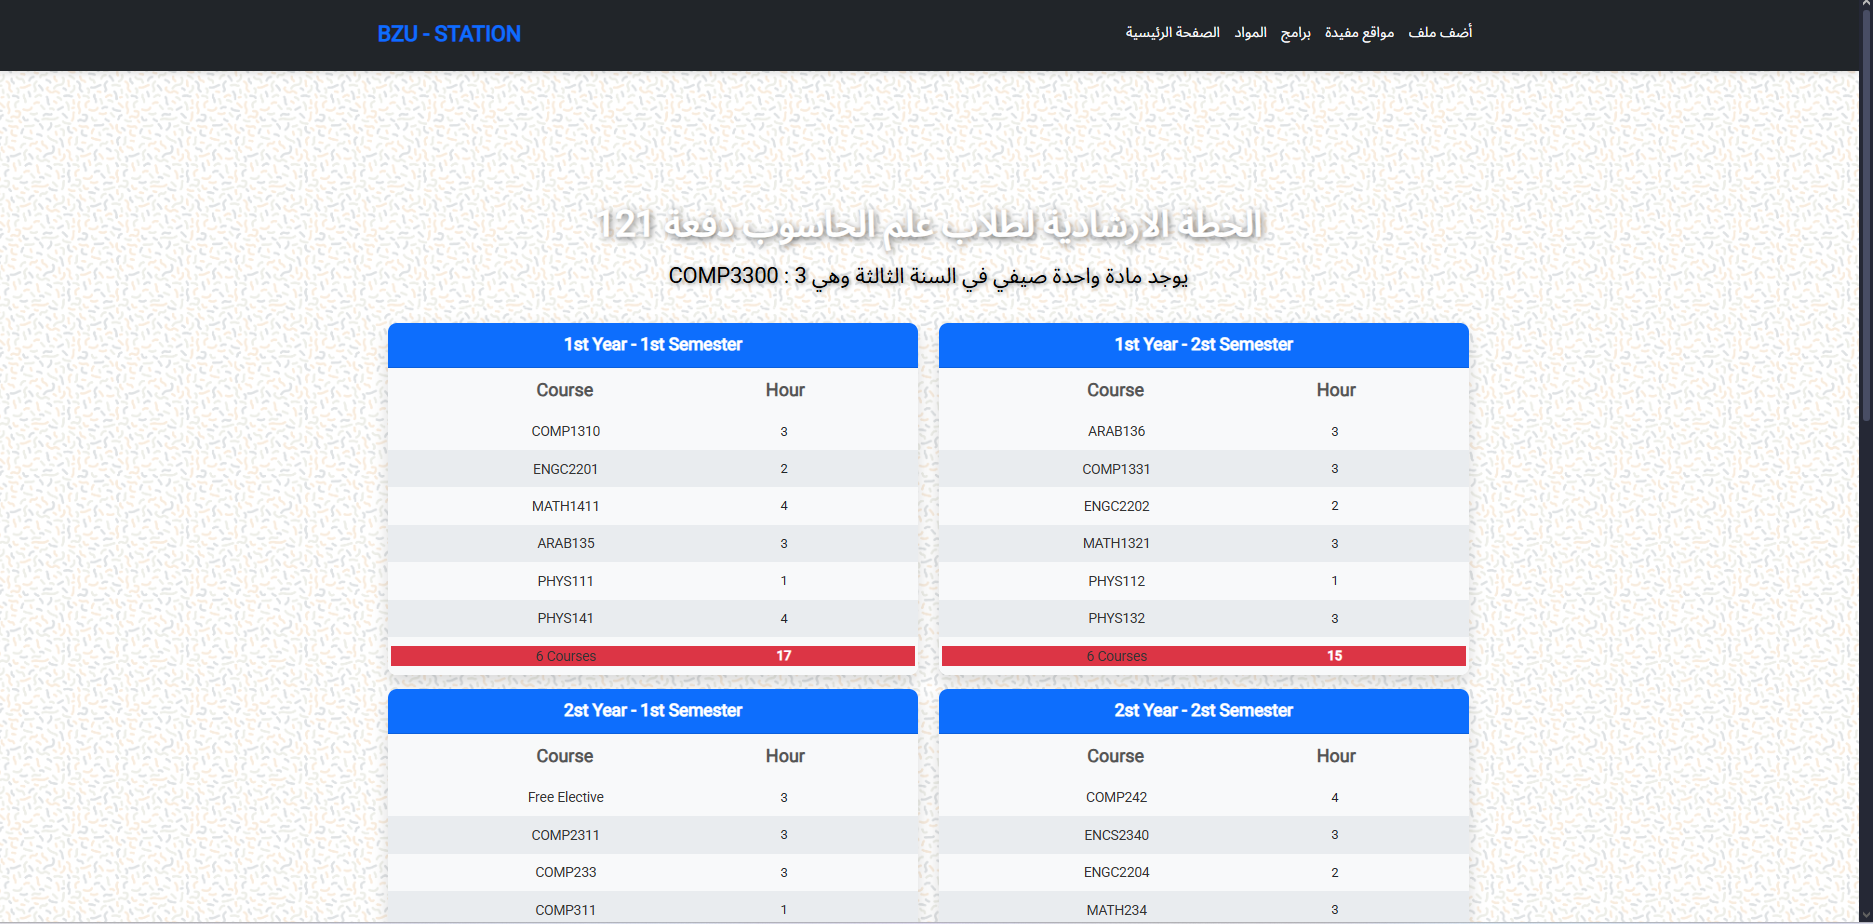 BZU - STATION
أضف ملف مواقع مفيدة برامج المواد الصفحة الرئيسية
الخطة الارشادية لطلاب علم الحاسوب دفعة 121
يوجد مادة واحدة صيفي في السنة الثالثة وهي COMP3300 : 3
1st Year - 1st Semester
Course Hour
COMP1310 3
ENGC2201 2
MATH1411 4
ARAB135 3
PHYS111 1
PHYS141 4
6 Courses 17
1st Year - 2st Semester
Course Hour
ARAB136 3
COMP1331 3
ENGC2202 2
MATH1321 3
PHYS112 1
PHYS132 3
6 Courses 15
2st Year - 1st Semester
Course Hour
Free Elective 3
COMP2311 3
COMP233 3
COMP311 1
2st Year - 2st Semester
Course Hour
COMP242 4
ENCS2340 3
ENGC2204 2
MATH234 3